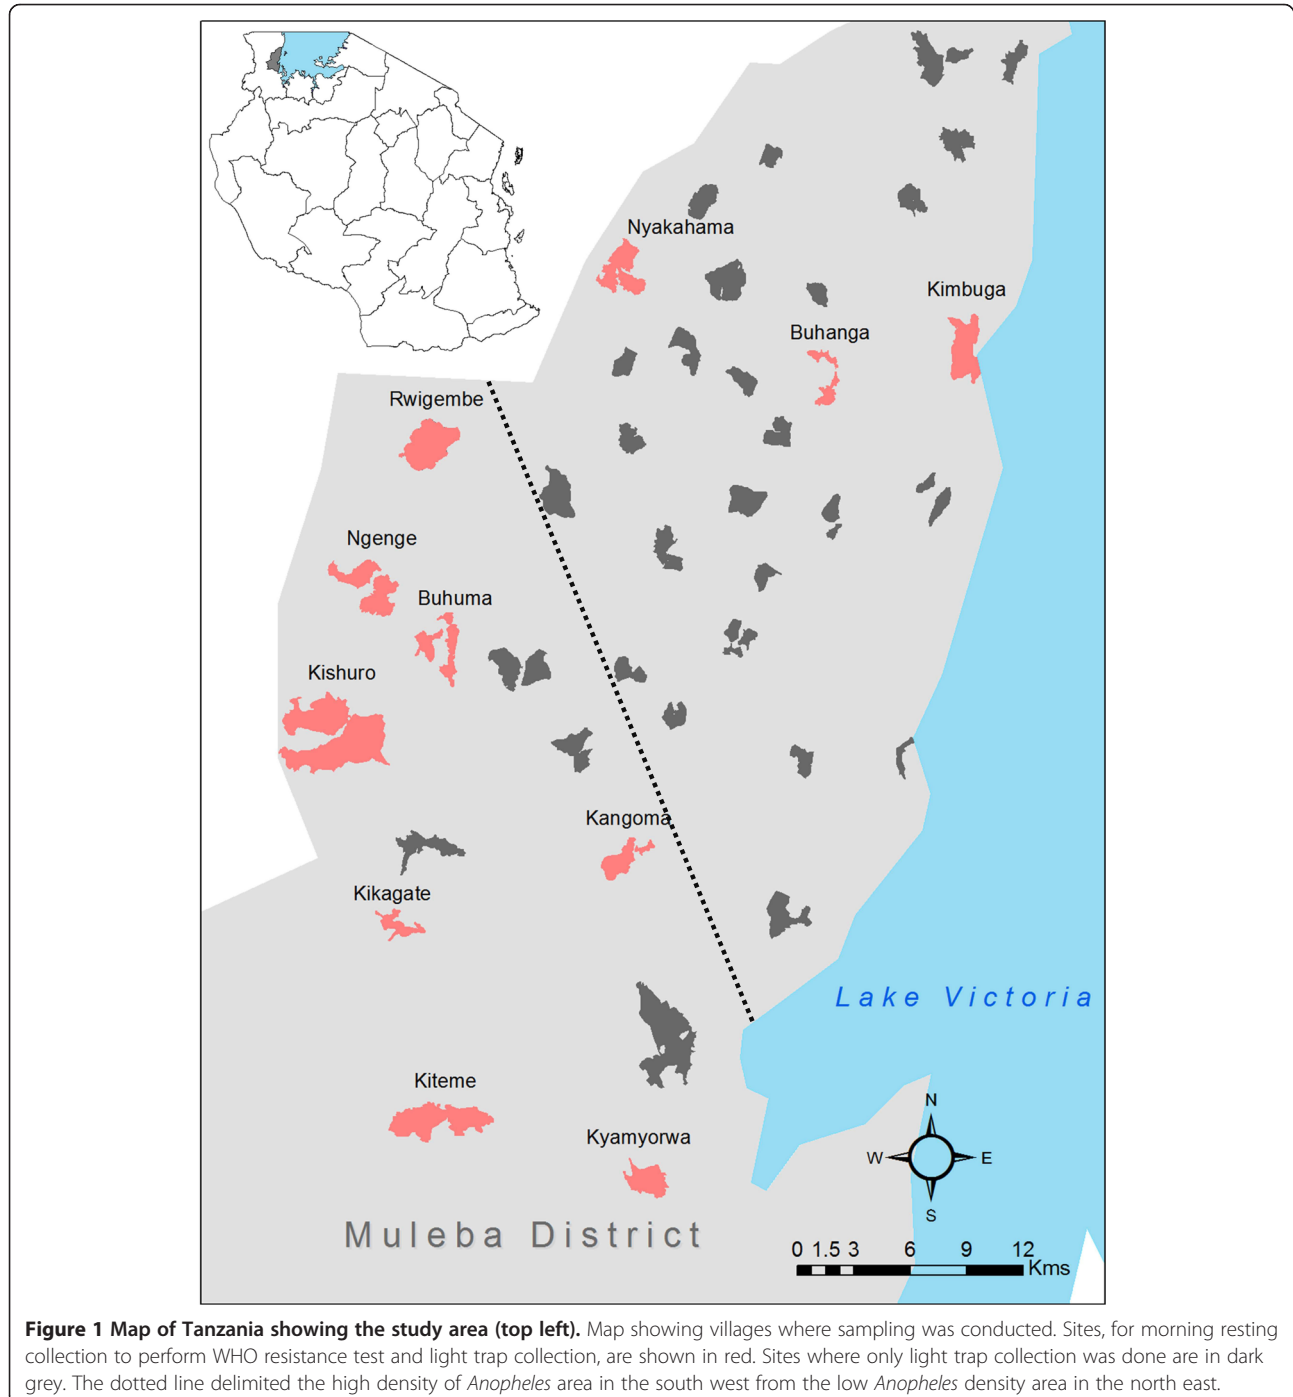 Nyakahama
Kimbuga
Buhanga
Rwigembe
Ngenge
Buhuma
Kishuro
Kangoma
Kikagate
Lake Victoria
Kiteme
N
Kyamyorwa
W E
S
Muleba District
0 1.5 3 6 9 12
Kms
Figure 1 Map of Tanzania showing the study area (top left). Map showing villages where sampling was conducted. Sites, for morning resting
collection to perform WHO resistance test and light trap collection, are shown in red. Sites where only light trap collection was done are in dark
grey. The dotted line delimited the high density of Anopheles area in the south west from the low Anopheles density area in the north east.